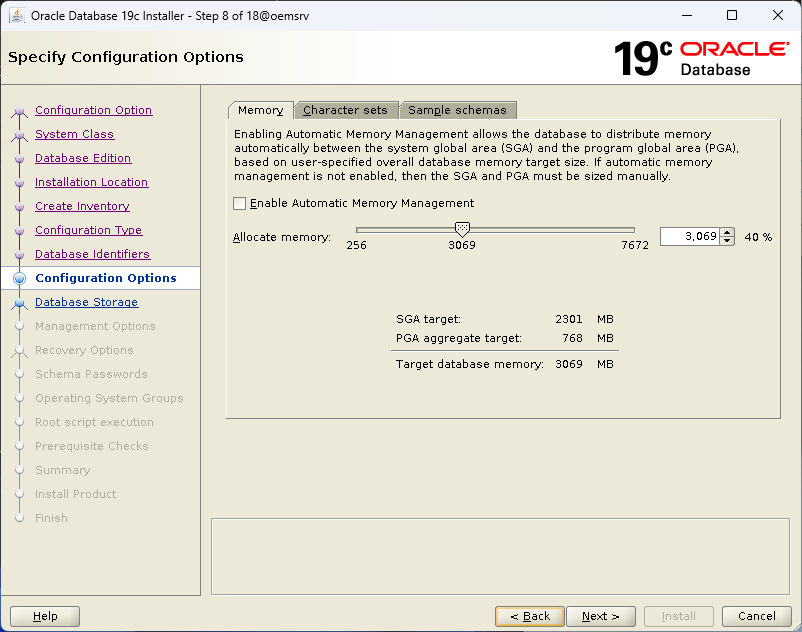 Oracle Database 19c Installer - Step 8 of 18@oemsrv
Specify Configuration Options
19c ORACLE
Database
Configuration Option
System Class
Database Edition
Installation Location
Create Inventory
Configuration Type
Database Identifiers
Configuration Options
Database Storage
Management Options
Recovery Options
Schema Passwords
Operating System Groups
Root script execution
Prerequisite Checks
Summary
Install Product
Finish
Memory Character sets Sample schemas
Enabling Automatic Memory Management allows the database to distribute memory
automatically between the system global area (SGA) and the program global area (PGA),
based on user-specified overall database memory target size. If automatic memory
management is not enabled, then the SGA and PGA must be sized manually.
Enable Automatic Memory Management
Allocate memory: 3,069 40 %
256 3069 7672
SGA target: 2301 MB
PGA aggregate target: 768 MB
Target database memory: 3069 MB
Help < Back Next > Install Cancel